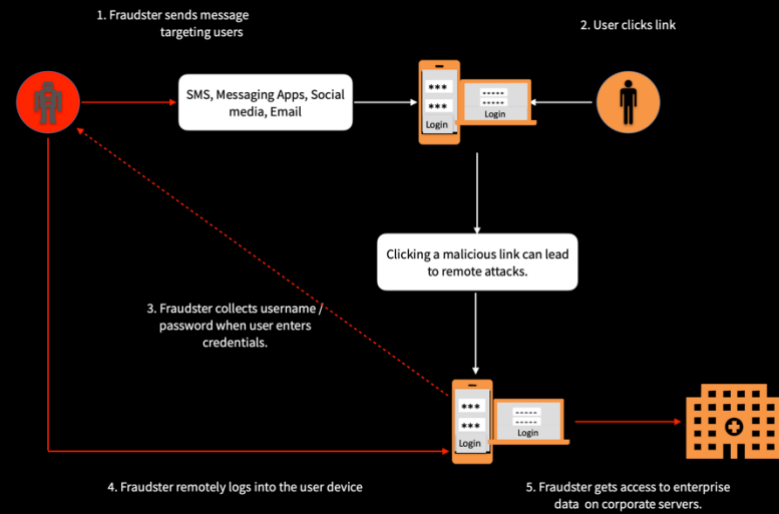 1. Fraudster sends message
targeting users
2. User clicks link
SMS, Messaging Apps, Social
media, Email
***
***
Login
-----
-----
Login
Clicking a malicious link can lead
to remote attacks.
3. Fraudster collects username /
password when user enters
credentials.
***
***
Login
-----
-----
Login
4. Fraudster remotely logs into the user device
5. Fraudster gets access to enterprise
data on corporate servers.